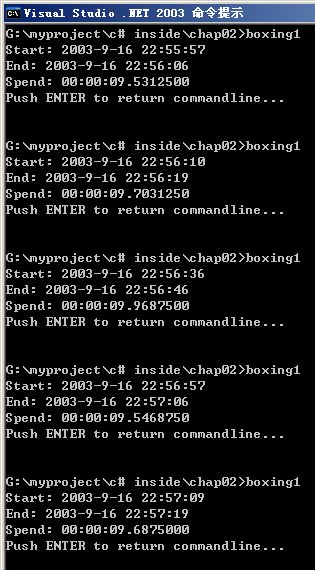 Visual Studio .NET 2003 命令提示
G:\myproject\c# inside\chap02>boxing1
Start: 2003-9-16 22:55:57
End: 2003-9-16 22:56:06
Spend: 00:00:09.5312500
Push ENTER to return commandline...
G:\myproject\c# inside\chap02>boxing1
Start: 2003-9-16 22:56:10
End: 2003-9-16 22:56:19
Spend: 00:00:09.7031250
Push ENTER to return commandline...
G:\myproject\c# inside\chap02>boxing1
Start: 2003-9-16 22:56:36
End: 2003-9-16 22:56:46
Spend: 00:00:09.9687500
Push ENTER to return commandline...
G:\myproject\c# inside\chap02>boxing1
Start: 2003-9-16 22:56:57
End: 2003-9-16 22:57:06
Spend: 00:00:09.5468750
Push ENTER to return commandline...
G:\myproject\c# inside\chap02>boxing1
Start: 2003-9-16 22:57:09
End: 2003-9-16 22:57:19
Spend: 00:00:09.6875000
Push ENTER to return commandline...